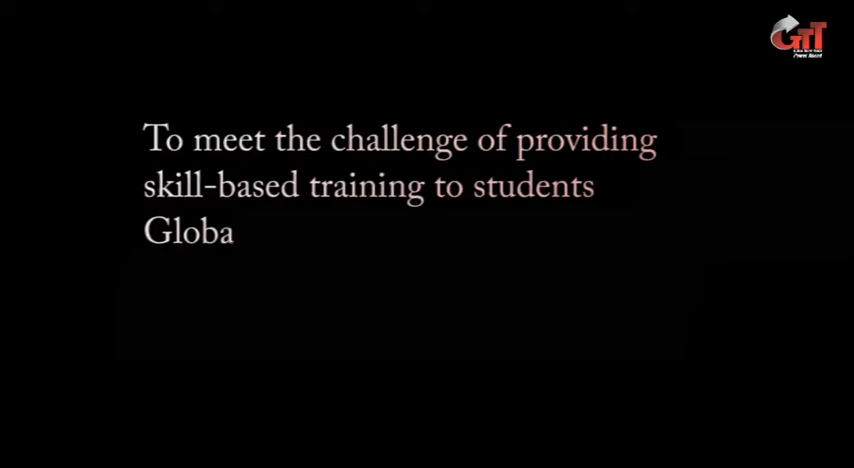 GTT
To meet the challenge of providing
skill-based training to students
Globa